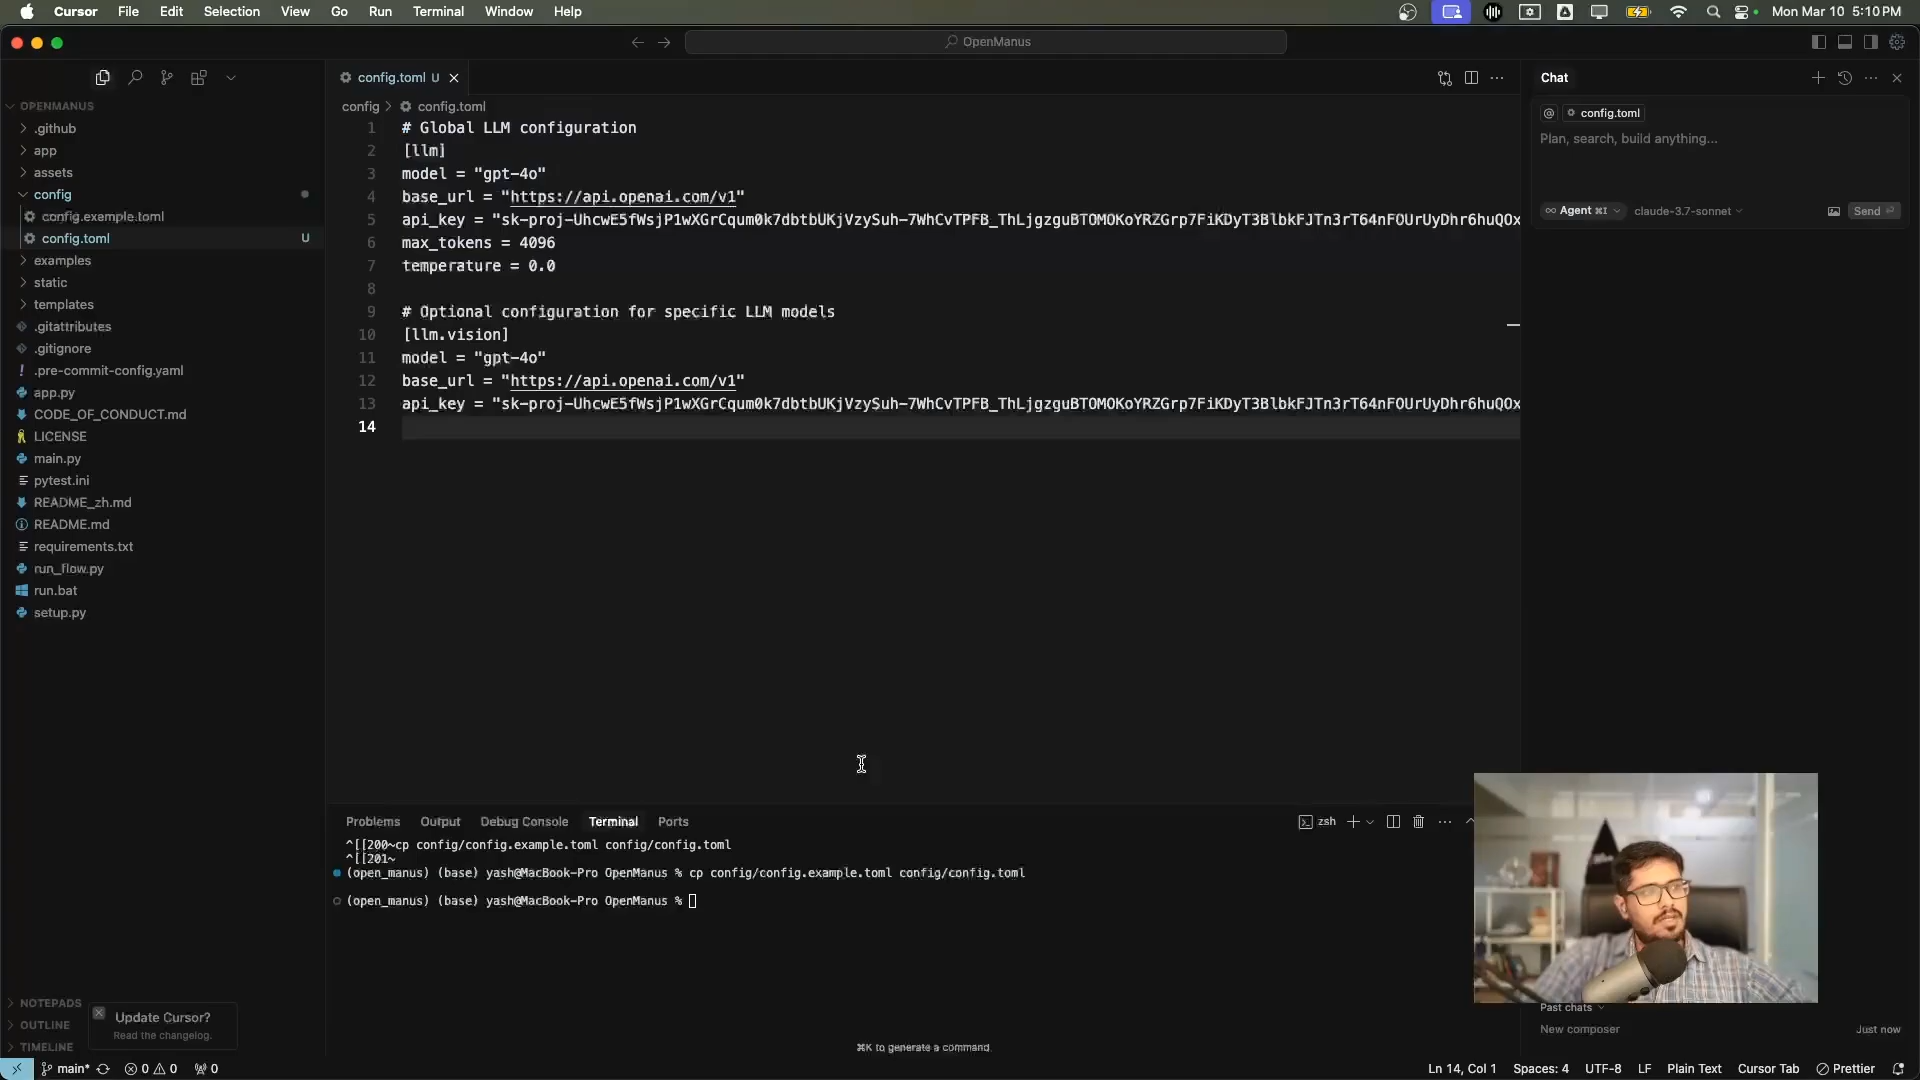 Cursor File Edit Selection View Go Run Terminal Window Help
Mon Mar 10 5:10 PM
OpenManus
OPENMANUS
.github
app
assets
config
config.example.toml
config.toml U
examples
static
templates
.gitattributes
.gitignore
! .pre-commit-config.yaml
app.py
CODE_OF_CONDUCT.md
LICENSE
main.py
pytest.ini
README_zh.md
README.md
requirements.txt
run_flow.py
run.bat
setup.py
NOTEPADS
OUTLINE
TIMELINE
Update Cursor?
Read the changelog.
config.toml U
config > config.toml
1 # Global LLM configuration
2 [llm]
3 model = "gpt-4o"
4 base_url = "https://api.openai.com/v1"
5 api_key = "sk-proj-
6 max_tokens = 4096
7 temperature = 0.0
8
9 # Optional configuration for specific LLM models
10 [llm.vision]
11 model = "gpt-4o"
12 base_url = "https://api.openai.com/v1"
13 api_key = "sk-proj-
14
Problems Output Debug Console Terminal Ports
zsh
^[[200~cp config/config.example.toml config/config.toml
^[[201~
(open_manus) (base) yash@MacBook-Pro OpenManus % cp config/config.example.toml config/config.toml
(open_manus) (base) yash@MacBook-Pro OpenManus %
⌘K to generate a command
Chat
@ config.toml
Plan, search, build anything...
∞ Agent ⌘I claude-3.7-sonnet
Send
Past chats
New composer Just now
main* 0 0 0
Ln 14, Col 1 Spaces: 4 UTF-8 LF Plain Text Cursor Tab Prettier